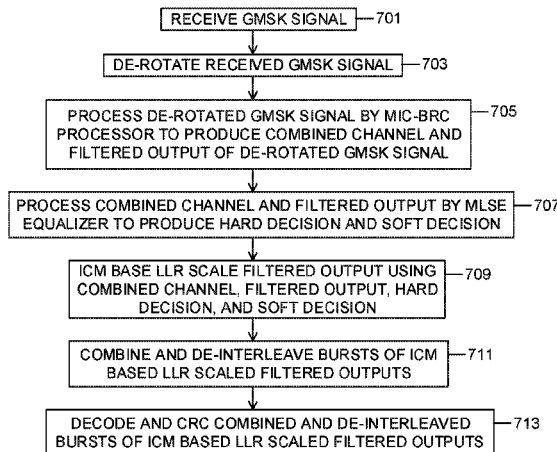 RECEIVE GMSK SIGNAL
701
DE-ROTATE RECEIVED GMSK SIGNAL
703
PROCESS DE-ROTATED GMSK SIGNAL BY MIC-BRC
PROCESSOR TO PRODUCE COMBINED CHANNEL AND
FILTERED OUTPUT OF DE-ROTATED GMSK SIGNAL
705
PROCESS COMBINED CHANNEL AND FILTERED OUTPUT BY MLSE
EQUALIZER TO PRODUCE HARD DECISION AND SOFT DECISION
707
ICM BASE LLR SCALE FILTERED OUTPUT USING
COMBINED CHANNEL, FILTERED OUTPUT, HARD
DECISION, AND SOFT DECISION
709
COMBINE AND DE-INTERLEAVE BURSTS OF ICM
BASED LLR SCALED FILTERED OUTPUTS
711
DECODE AND CRC COMBINED AND DE-INTERLEAVED
BURSTS OF ICM BASED LLR SCALED FILTERED OUTPUTS
713